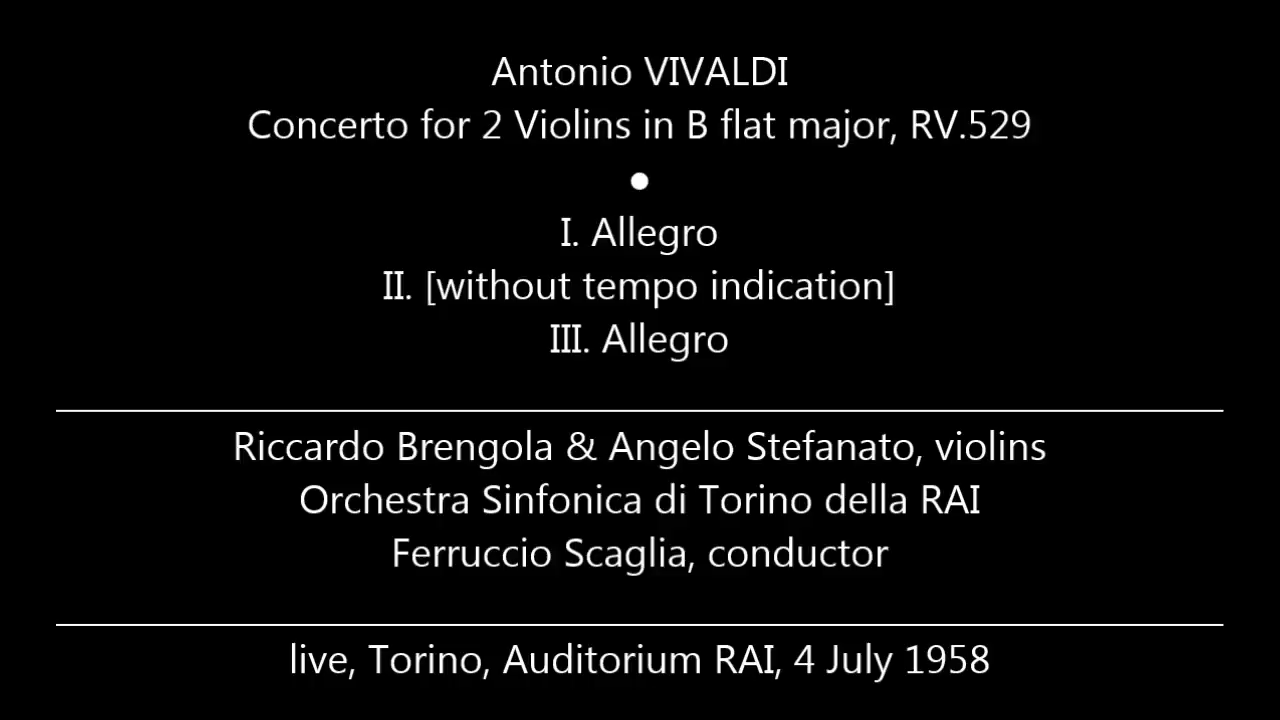 Antonio VIVALDI
Concerto for 2 Violins in B flat major, RV.529
•
I. Allegro
II. [without tempo indication]
III. Allegro
Riccardo Brengola & Angelo Stefanato, violins
Orchestra Sinfonica di Torino della RAI
Ferruccio Scaglia, conductor
live, Torino, Auditorium RAI, 4 July 1958